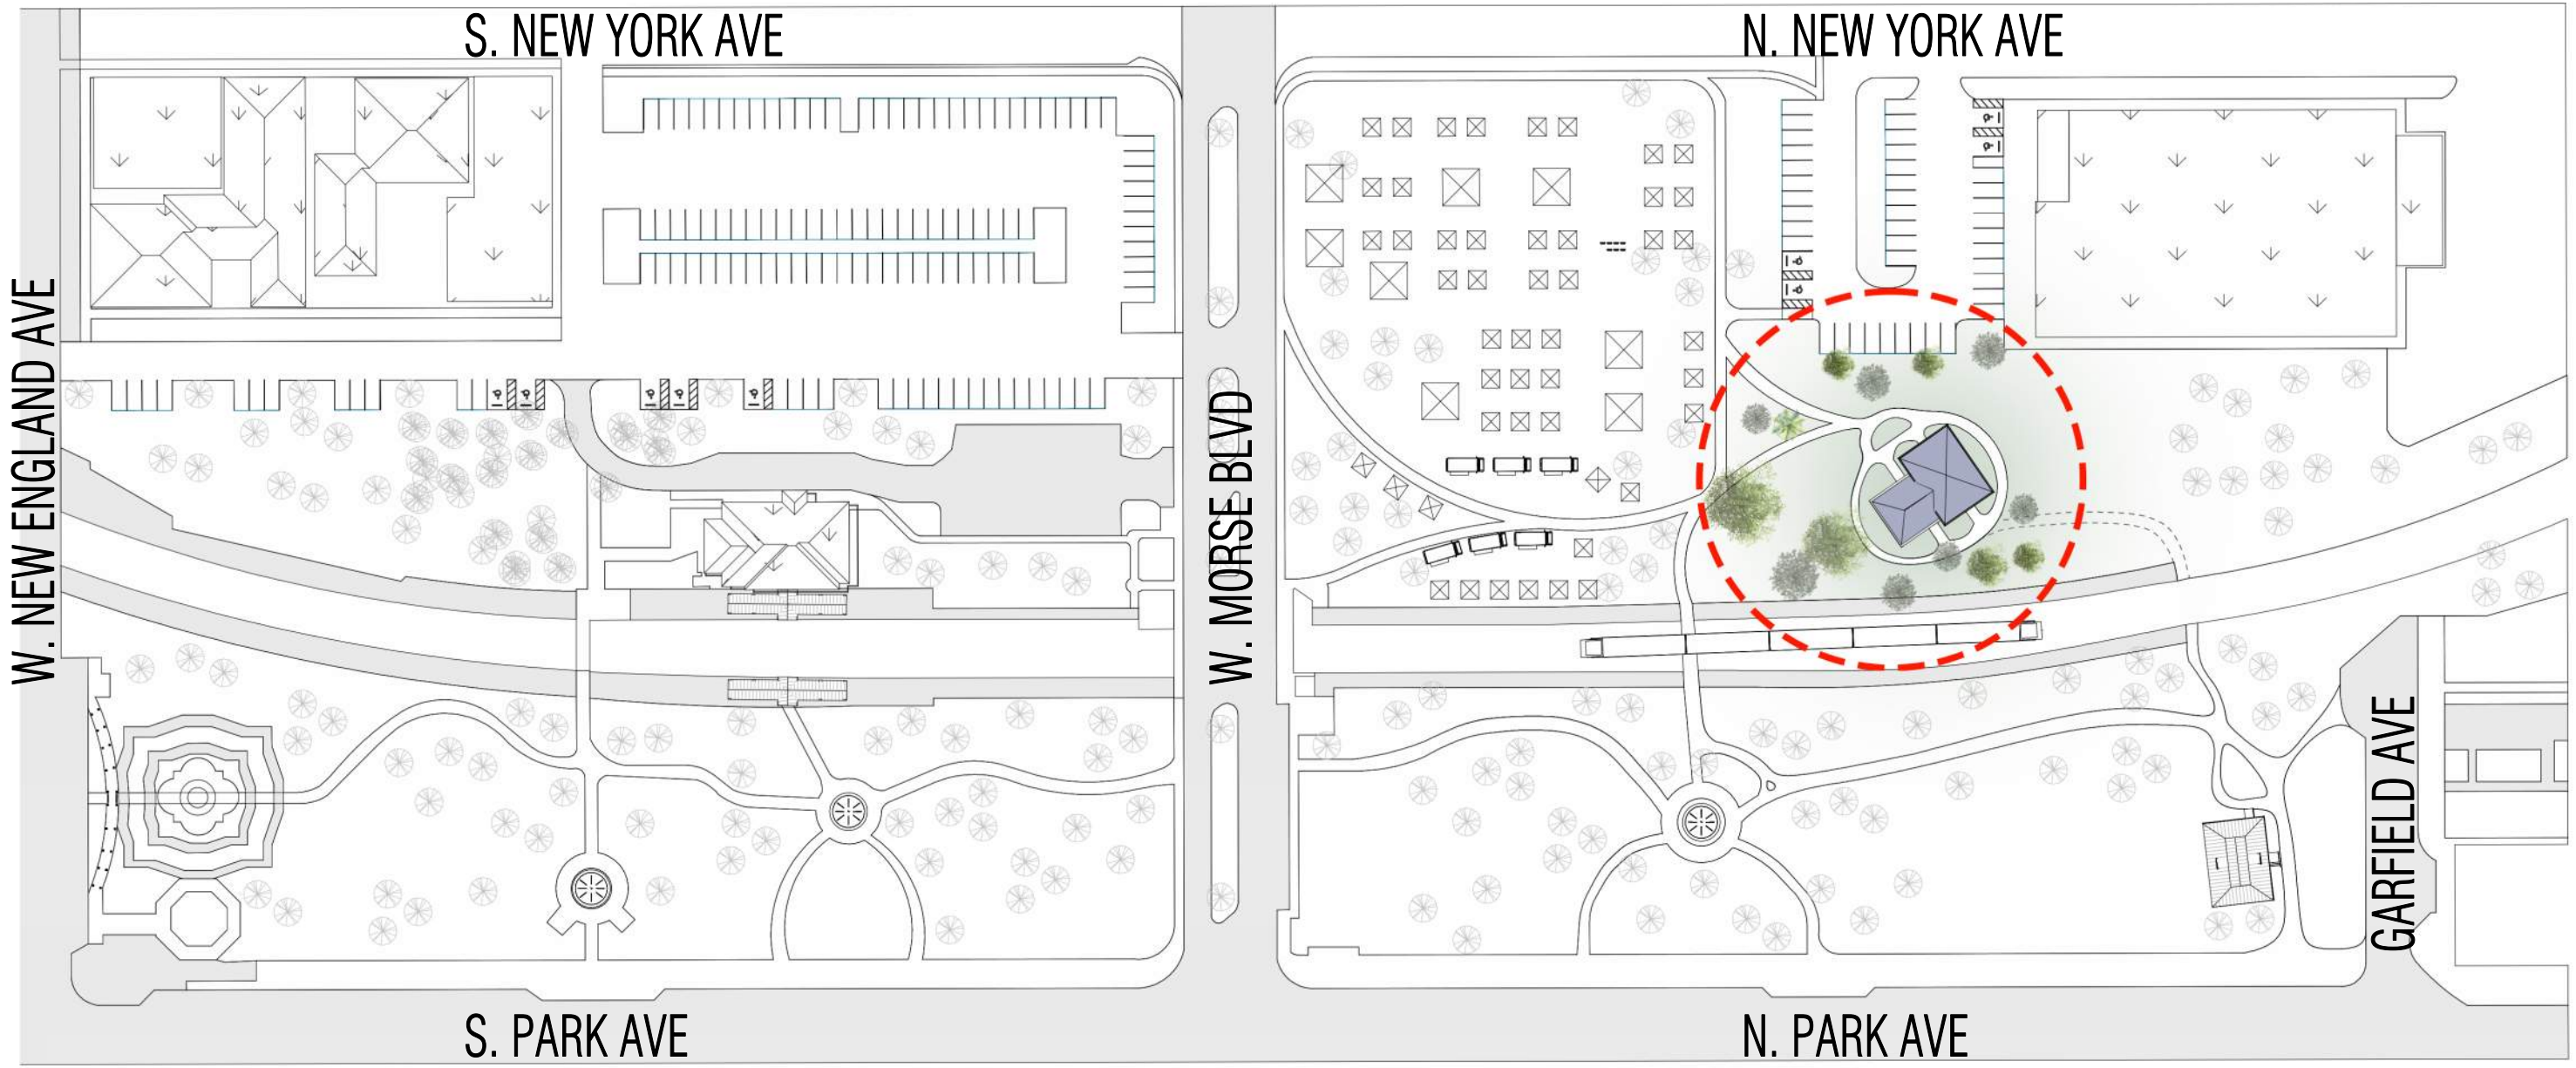 S. NEW YORK AVE
N. NEW YORK AVE
W. NEW ENGLAND AVE
W. MORSE BLVD
GARFIELD AVE
S. PARK AVE
N. PARK AVE